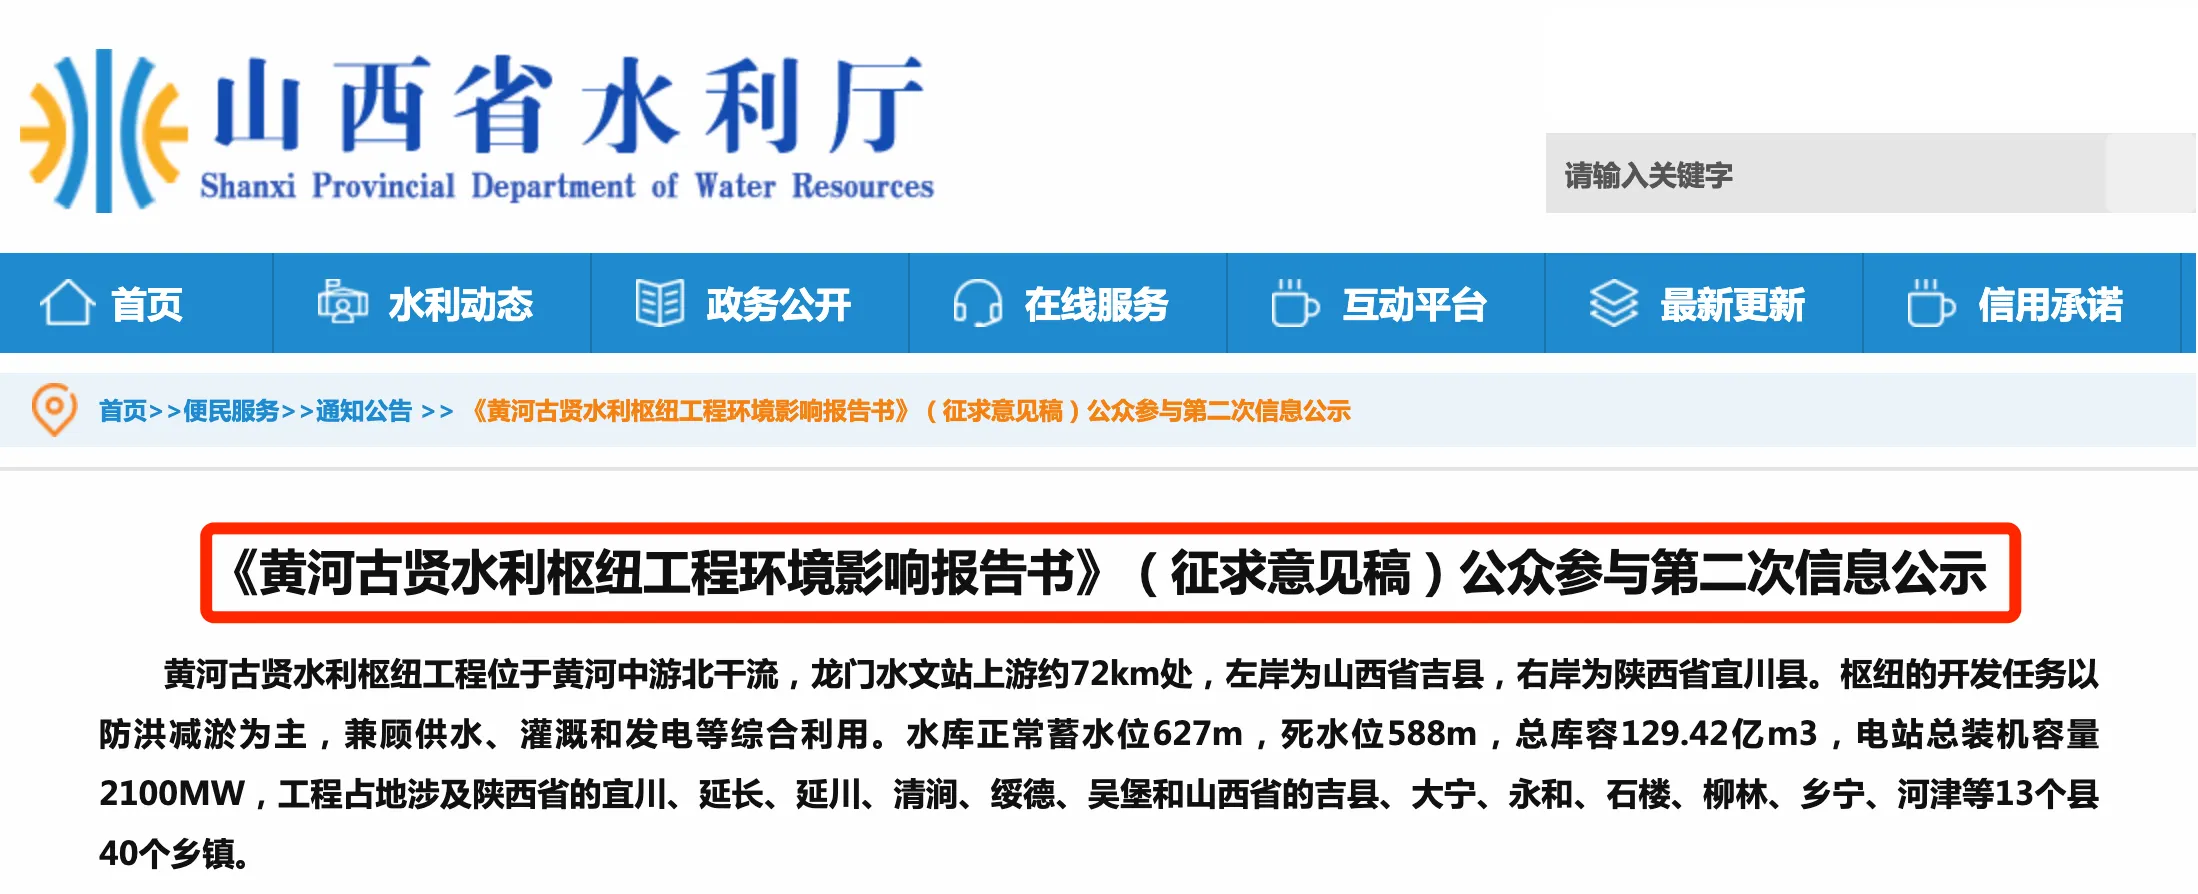 山西省水利厅
Shanxi Provincial Department of Water Resources
请输入关键字
首页 水利动态 政务公开 在线服务 互动平台 最新更新 信用承诺
首页>>便民服务>>通知公告 >> 《黄河古贤水利枢纽工程环境影响报告书》（征求意见稿）公众参与第二次信息公示
《黄河古贤水利枢纽工程环境影响报告书》（征求意见稿）公众参与第二次信息公示
黄河古贤水利枢纽工程位于黄河中游北干流，龙门水文站上游约72km处，左岸为山西省吉县，右岸为陕西省宜川县。枢纽的开发任务以
防洪减淤为主，兼顾供水、灌溉和发电等综合利用。水库正常蓄水位627m，死水位588m，总库容129.42亿m3，电站总装机容量
2100MW，工程占地涉及陕西省的宜川、延长、延川、清涧、绥德、吴堡和山西省的吉县、大宁、永和、石楼、柳林、乡宁、河津等13个县
40个乡镇。